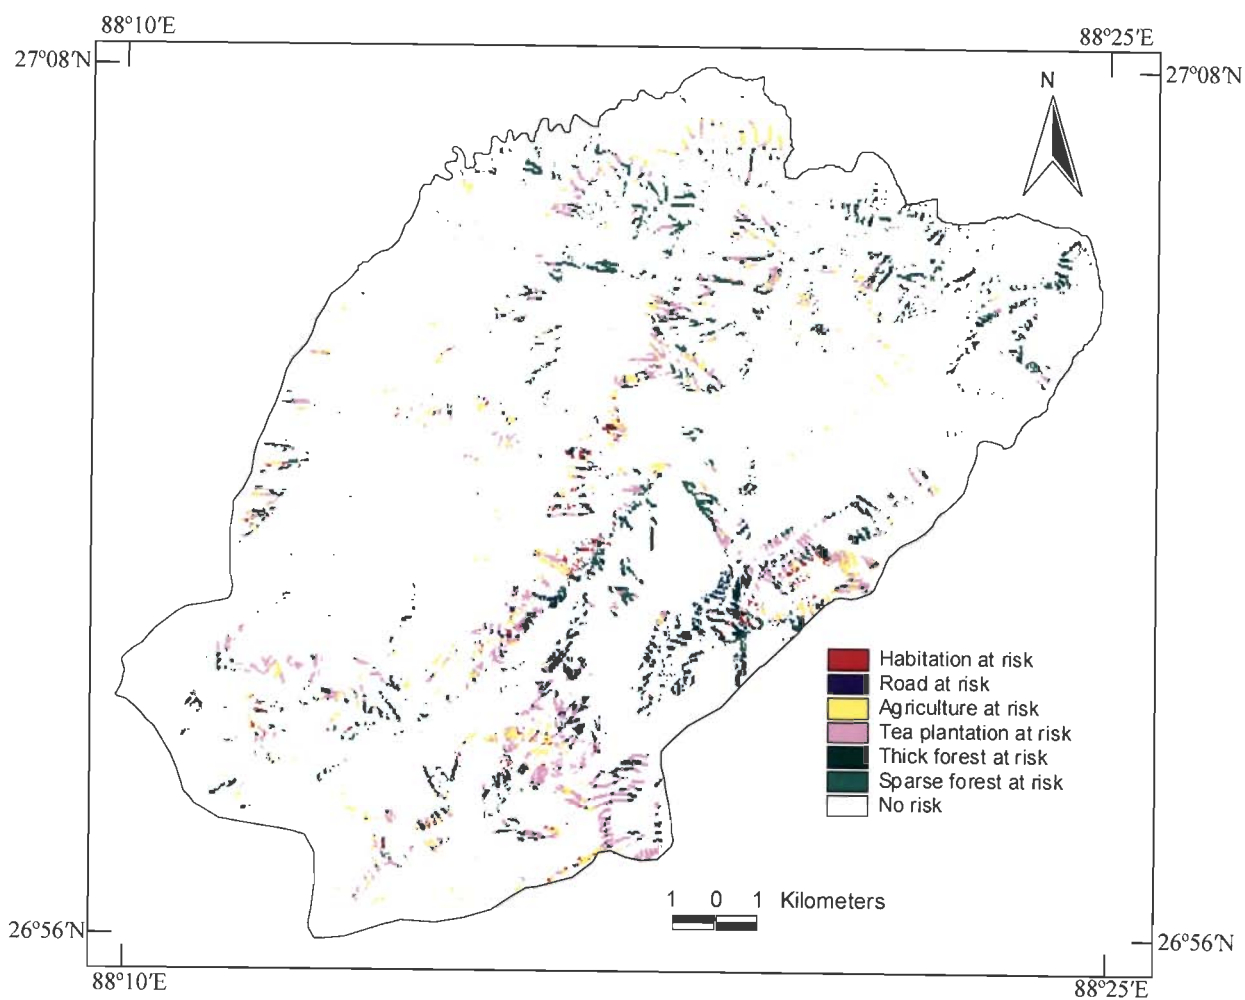 88°10'E
88°25'E
27°08'N
27°08'N
N
Habitation at risk
Road at risk
Agriculture at risk
Tea plantation at risk
Thick forest at risk
Sparse forest at risk
No risk
1 0 1 Kilometers
26°56'N
26°56'N
88°10'E
88°25'E